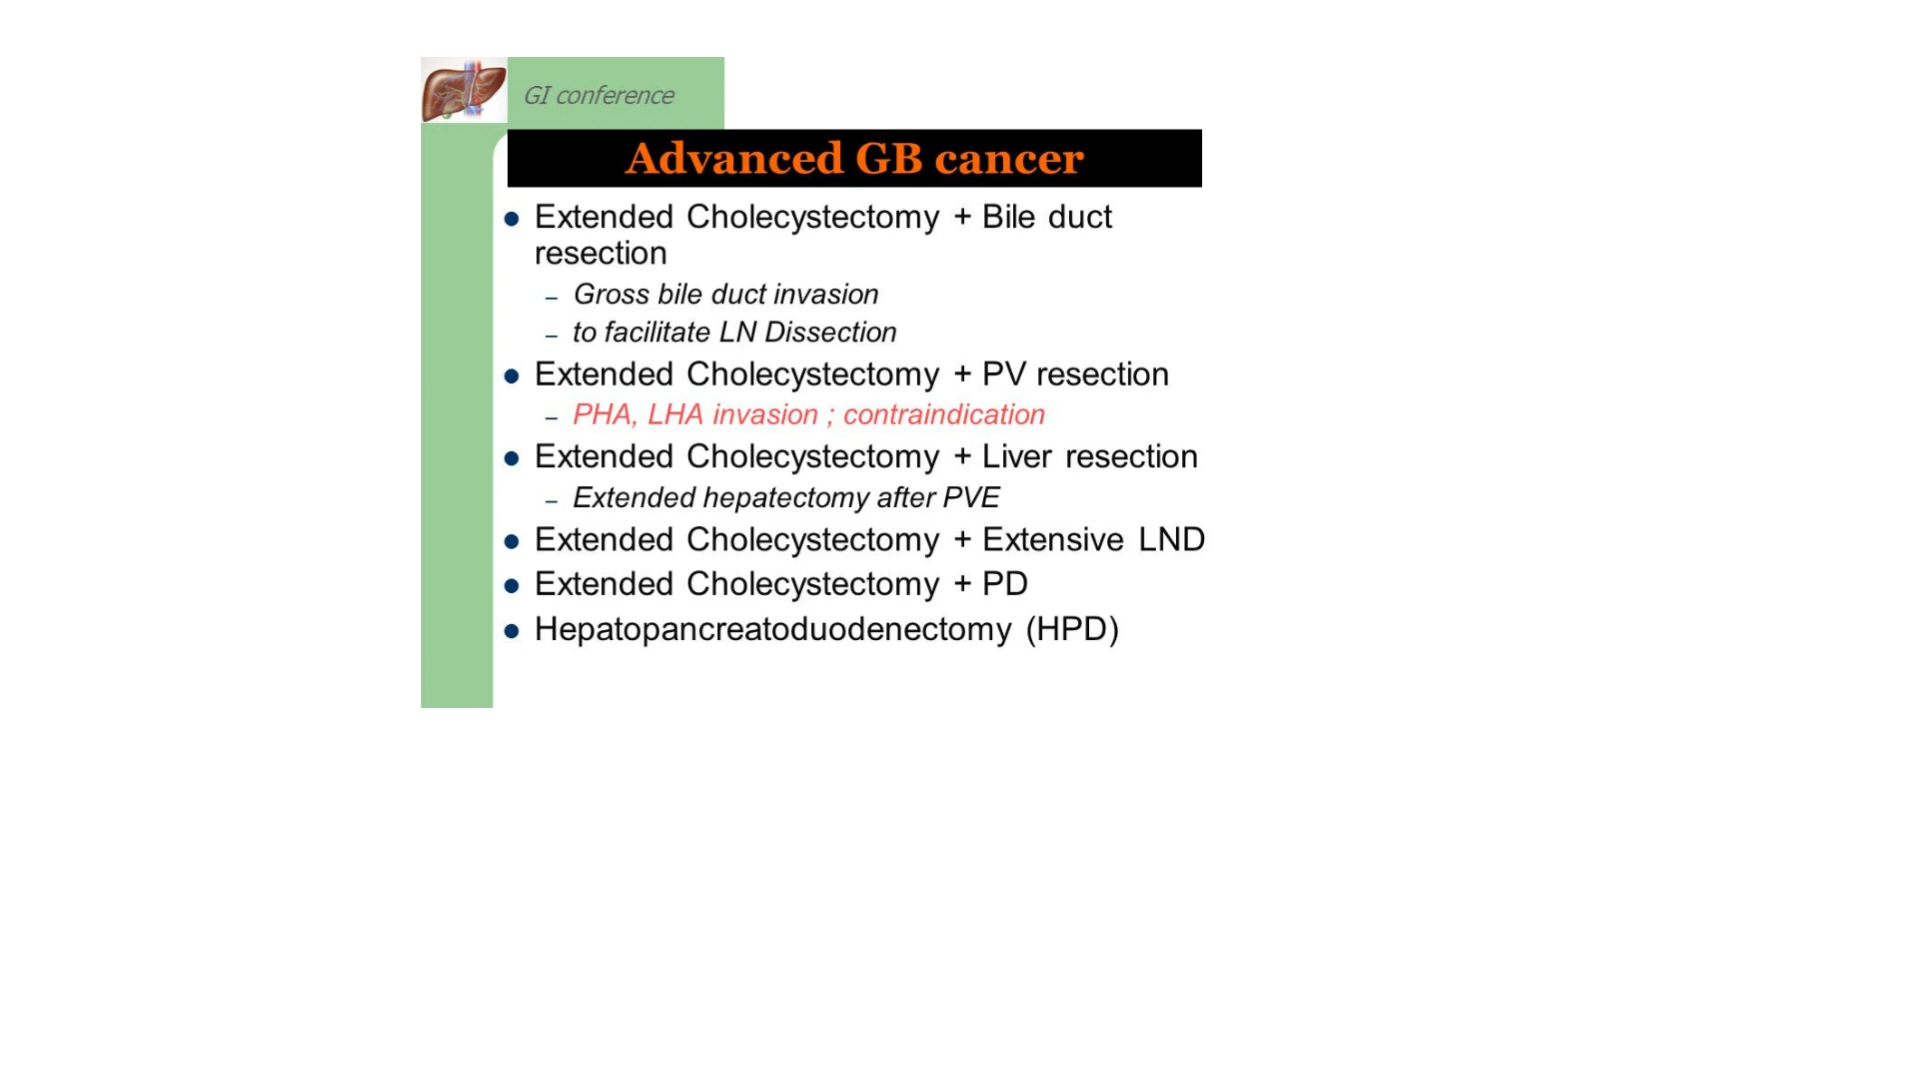 GI conference
Advanced GB cancer
● Extended Cholecystectomy + Bile duct
resection
– Gross bile duct invasion
– to facilitate LN Dissection
● Extended Cholecystectomy + PV resection
– PHA, LHA invasion ; contraindication
● Extended Cholecystectomy + Liver resection
– Extended hepatectomy after PVE
● Extended Cholecystectomy + Extensive LND
● Extended Cholecystectomy + PD
● Hepatopancreatoduodenectomy (HPD)